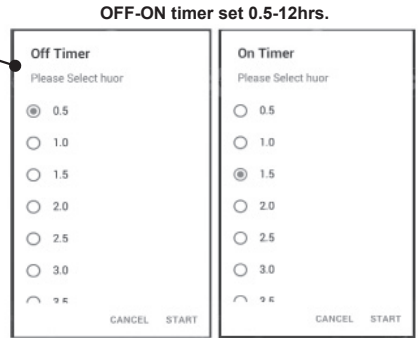 OFF-ON timer set 0.5-12hrs.
Off Timer
Please Select huor
0.5
1.0
1.5
2.0
2.5
3.0
CANCEL START
On Timer
Please Select huor
0.5
1.0
1.5
2.0
2.5
3.0
CANCEL START